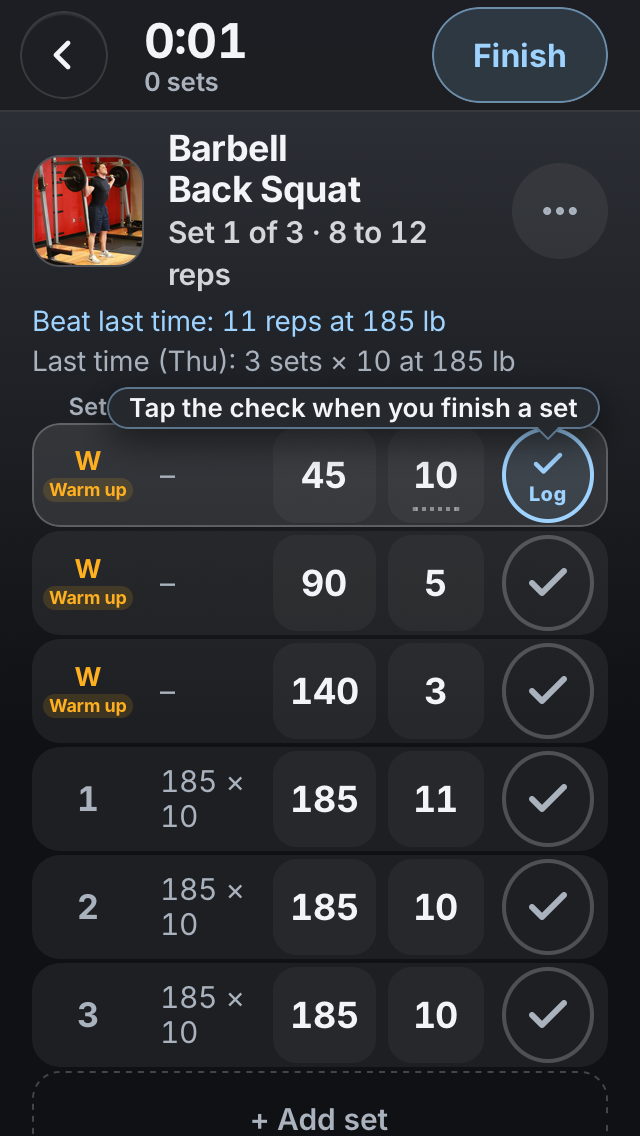 0:01
0 sets
Finish
Barbell
Back Squat
Set 1 of 3 · 8 to 12
reps
Beat last time: 11 reps at 185 lb
Last time (Thu): 3 sets × 10 at 185 lb
Set
Tap the check when you finish a set
W
Warm up
–
45
10
Log
W
Warm up
–
90
5
W
Warm up
–
140
3
1
185 ×
10
185
11
2
185 ×
10
185
10
3
185 ×
10
185
10
+ Add set